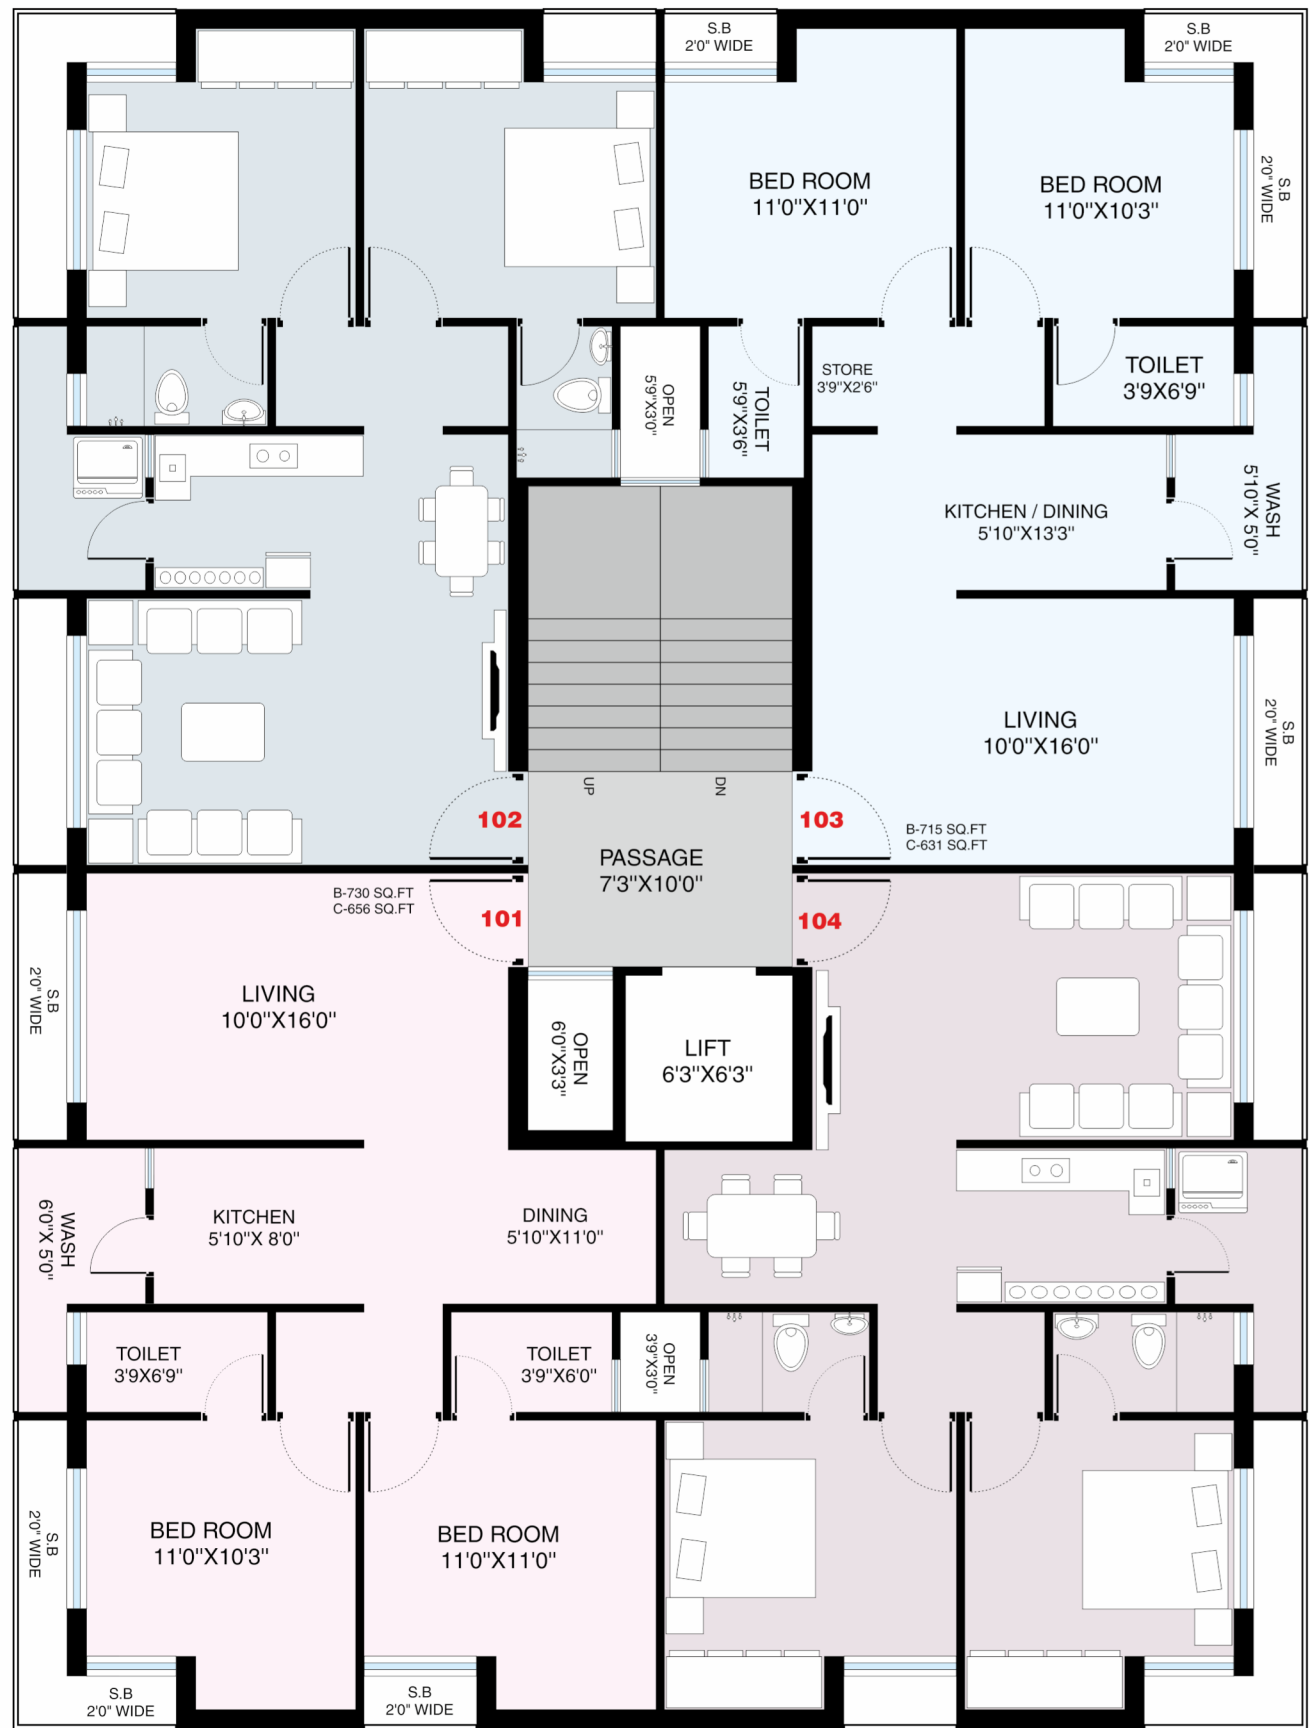 S.B
2'0" WIDE
S.B
2'0" WIDE
BED ROOM
11'0"X11'0"
BED ROOM
11'0"X10'3"
S.B
2'0" WIDE
OPEN
5'9"X3'0"
TOILET
5'9"X3'6"
STORE
3'9"X2'6"
TOILET
3'9X6'9"
KITCHEN / DINING
5'10"X13'3"
WASH
5'10"X 5'0"
LIVING
10'0"X16'0"
S.B
2'0" WIDE
UP
DN
102
103
B-715 SQ.FT
C-631 SQ.FT
PASSAGE
7'3"X10'0"
B-730 SQ.FT
C-656 SQ.FT
101
104
S.B
2'0" WIDE
LIVING
10'0"X16'0"
OPEN
6'0"X3'3"
LIFT
6'3"X6'3"
WASH
6'0"X 5'0"
KITCHEN
5'10"X 8'0"
DINING
5'10"X11'0"
TOILET
3'9X6'9"
TOILET
3'9"X6'0"
OPEN
3'9"X3'0"
S.B
2'0" WIDE
BED ROOM
11'0"X10'3"
BED ROOM
11'0"X11'0"
S.B
2'0" WIDE
S.B
2'0" WIDE